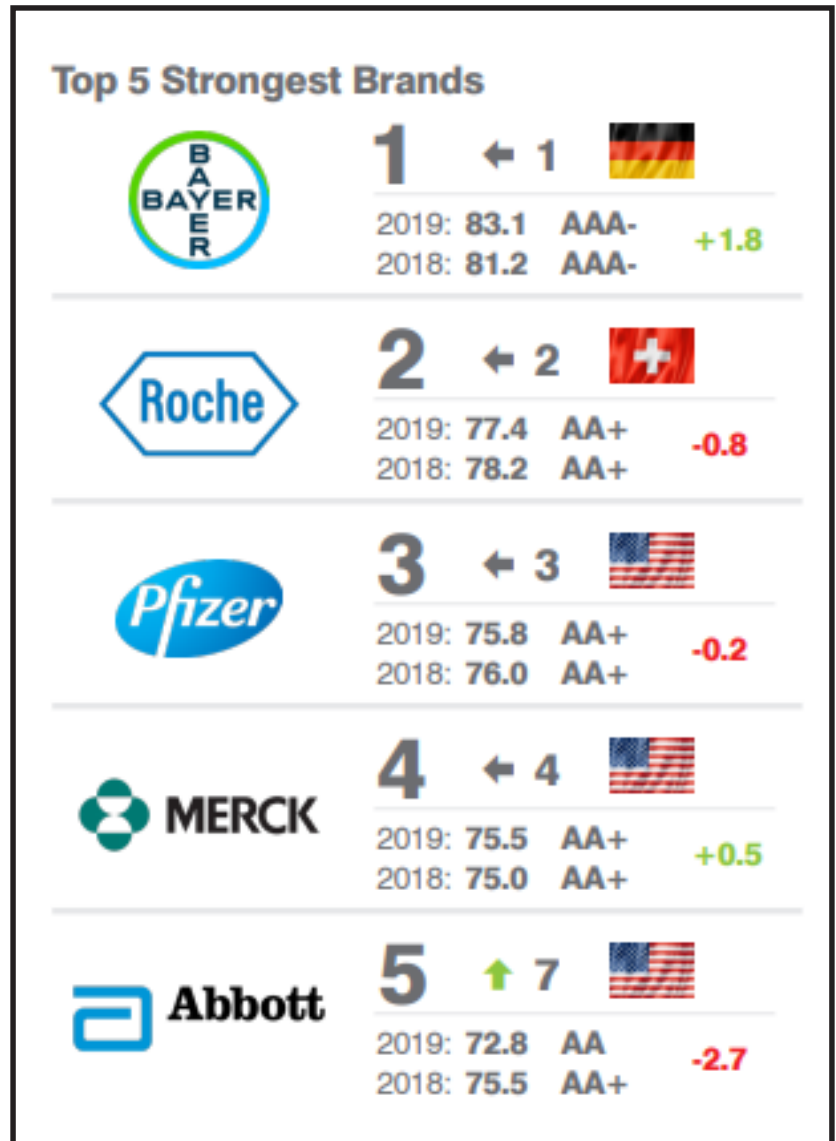 Top 5 Strongest Brands
BAYER
BAYER
1 ← 1
2019: 83.1 AAA-
2018: 81.2 AAA-
+1.8
Roche
2 ← 2
2019: 77.4 AA+
2018: 78.2 AA+
-0.8
Pfizer
3 ← 3
2019: 75.8 AA+
2018: 76.0 AA+
-0.2
MERCK
4 ← 4
2019: 75.5 AA+
2018: 75.0 AA+
+0.5
Abbott
5 ↑ 7
2019: 72.8 AA
2018: 75.5 AA+
-2.7